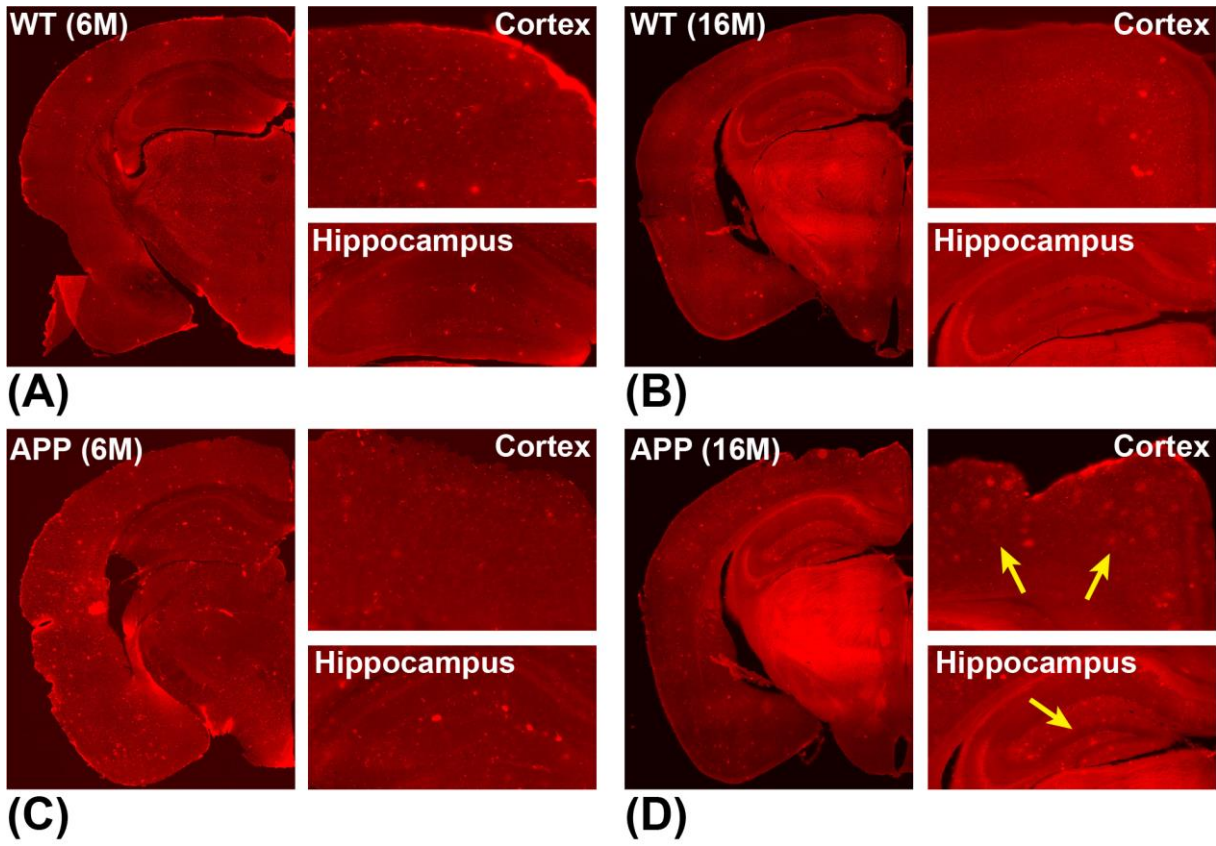 WT (6M)
Cortex
Hippocampus
(A)
WT (16M)
Cortex
Hippocampus
(B)
APP (6M)
Cortex
Hippocampus
(C)
APP (16M)
Cortex
Hippocampus
(D)